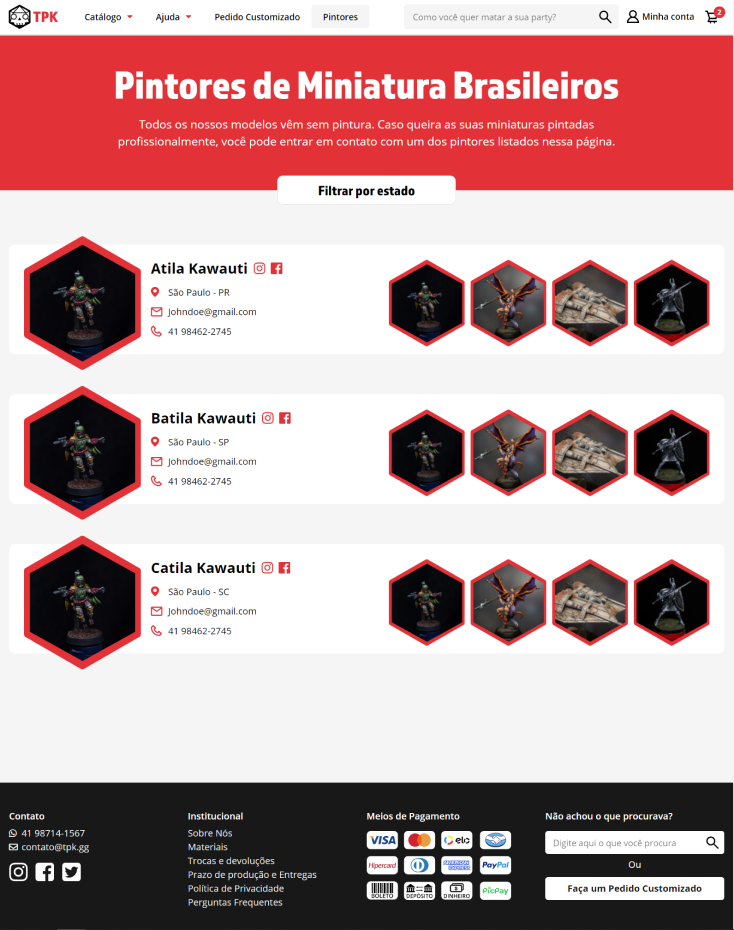 TPK
Catálogo
Ajuda
Pedido Customizado
Pintores
Como você quer matar a sua party?
Minha conta
2
Pintores de Miniatura Brasileiros
Todos os nossos modelos vêm sem pintura. Caso queira as suas miniaturas pintadas
profissionalmente, você pode entrar em contato com um dos pintores listados nessa página.
Filtrar por estado
Atila Kawauti
São Paulo - PR
Johndoe@gmail.com
41 98462-2745
Batila Kawauti
São Paulo - SP
Johndoe@gmail.com
41 98462-2745
Catila Kawauti
São Paulo - SC
Johndoe@gmail.com
41 98462-2745
Contato
41 98714-1567
contato@tpk.gg
Institucional
Sobre Nós
Materiais
Trocas e devoluções
Prazo de produção e Entregas
Política de Privacidade
Perguntas Frequentes
Meios de Pagamento
VISA
elo
Hipercard
AMERICAN EXPRESS
PayPal
BOLETO
DEPÓSITO
DINHEIRO
PicPay
Não achou o que procurava?
Digite aqui o que você procura
Ou
Faça um Pedido Customizado